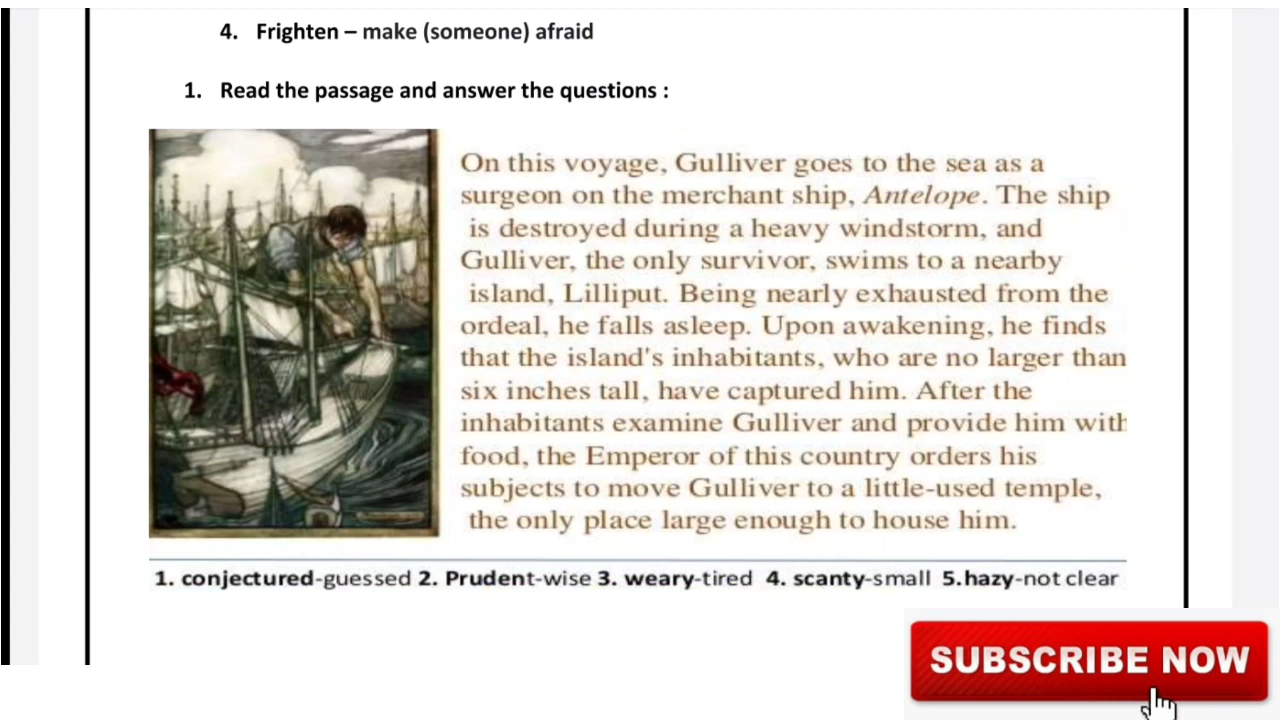 4. Frighten – make (someone) afraid
1. Read the passage and answer the questions :
On this voyage, Gulliver goes to the sea as a
surgeon on the merchant ship, Antelope. The ship
is destroyed during a heavy windstorm, and
Gulliver, the only survivor, swims to a nearby
island, Lilliput. Being nearly exhausted from the
ordeal, he falls asleep. Upon awakening, he finds
that the island's inhabitants, who are no larger than
six inches tall, have captured him. After the
inhabitants examine Gulliver and provide him with
food, the Emperor of this country orders his
subjects to move Gulliver to a little-used temple,
the only place large enough to house him.
1. conjectured-guessed 2. Prudent-wise 3. weary-tired 4. scanty-small 5.hazy-not clear
SUBSCRIBE NOW